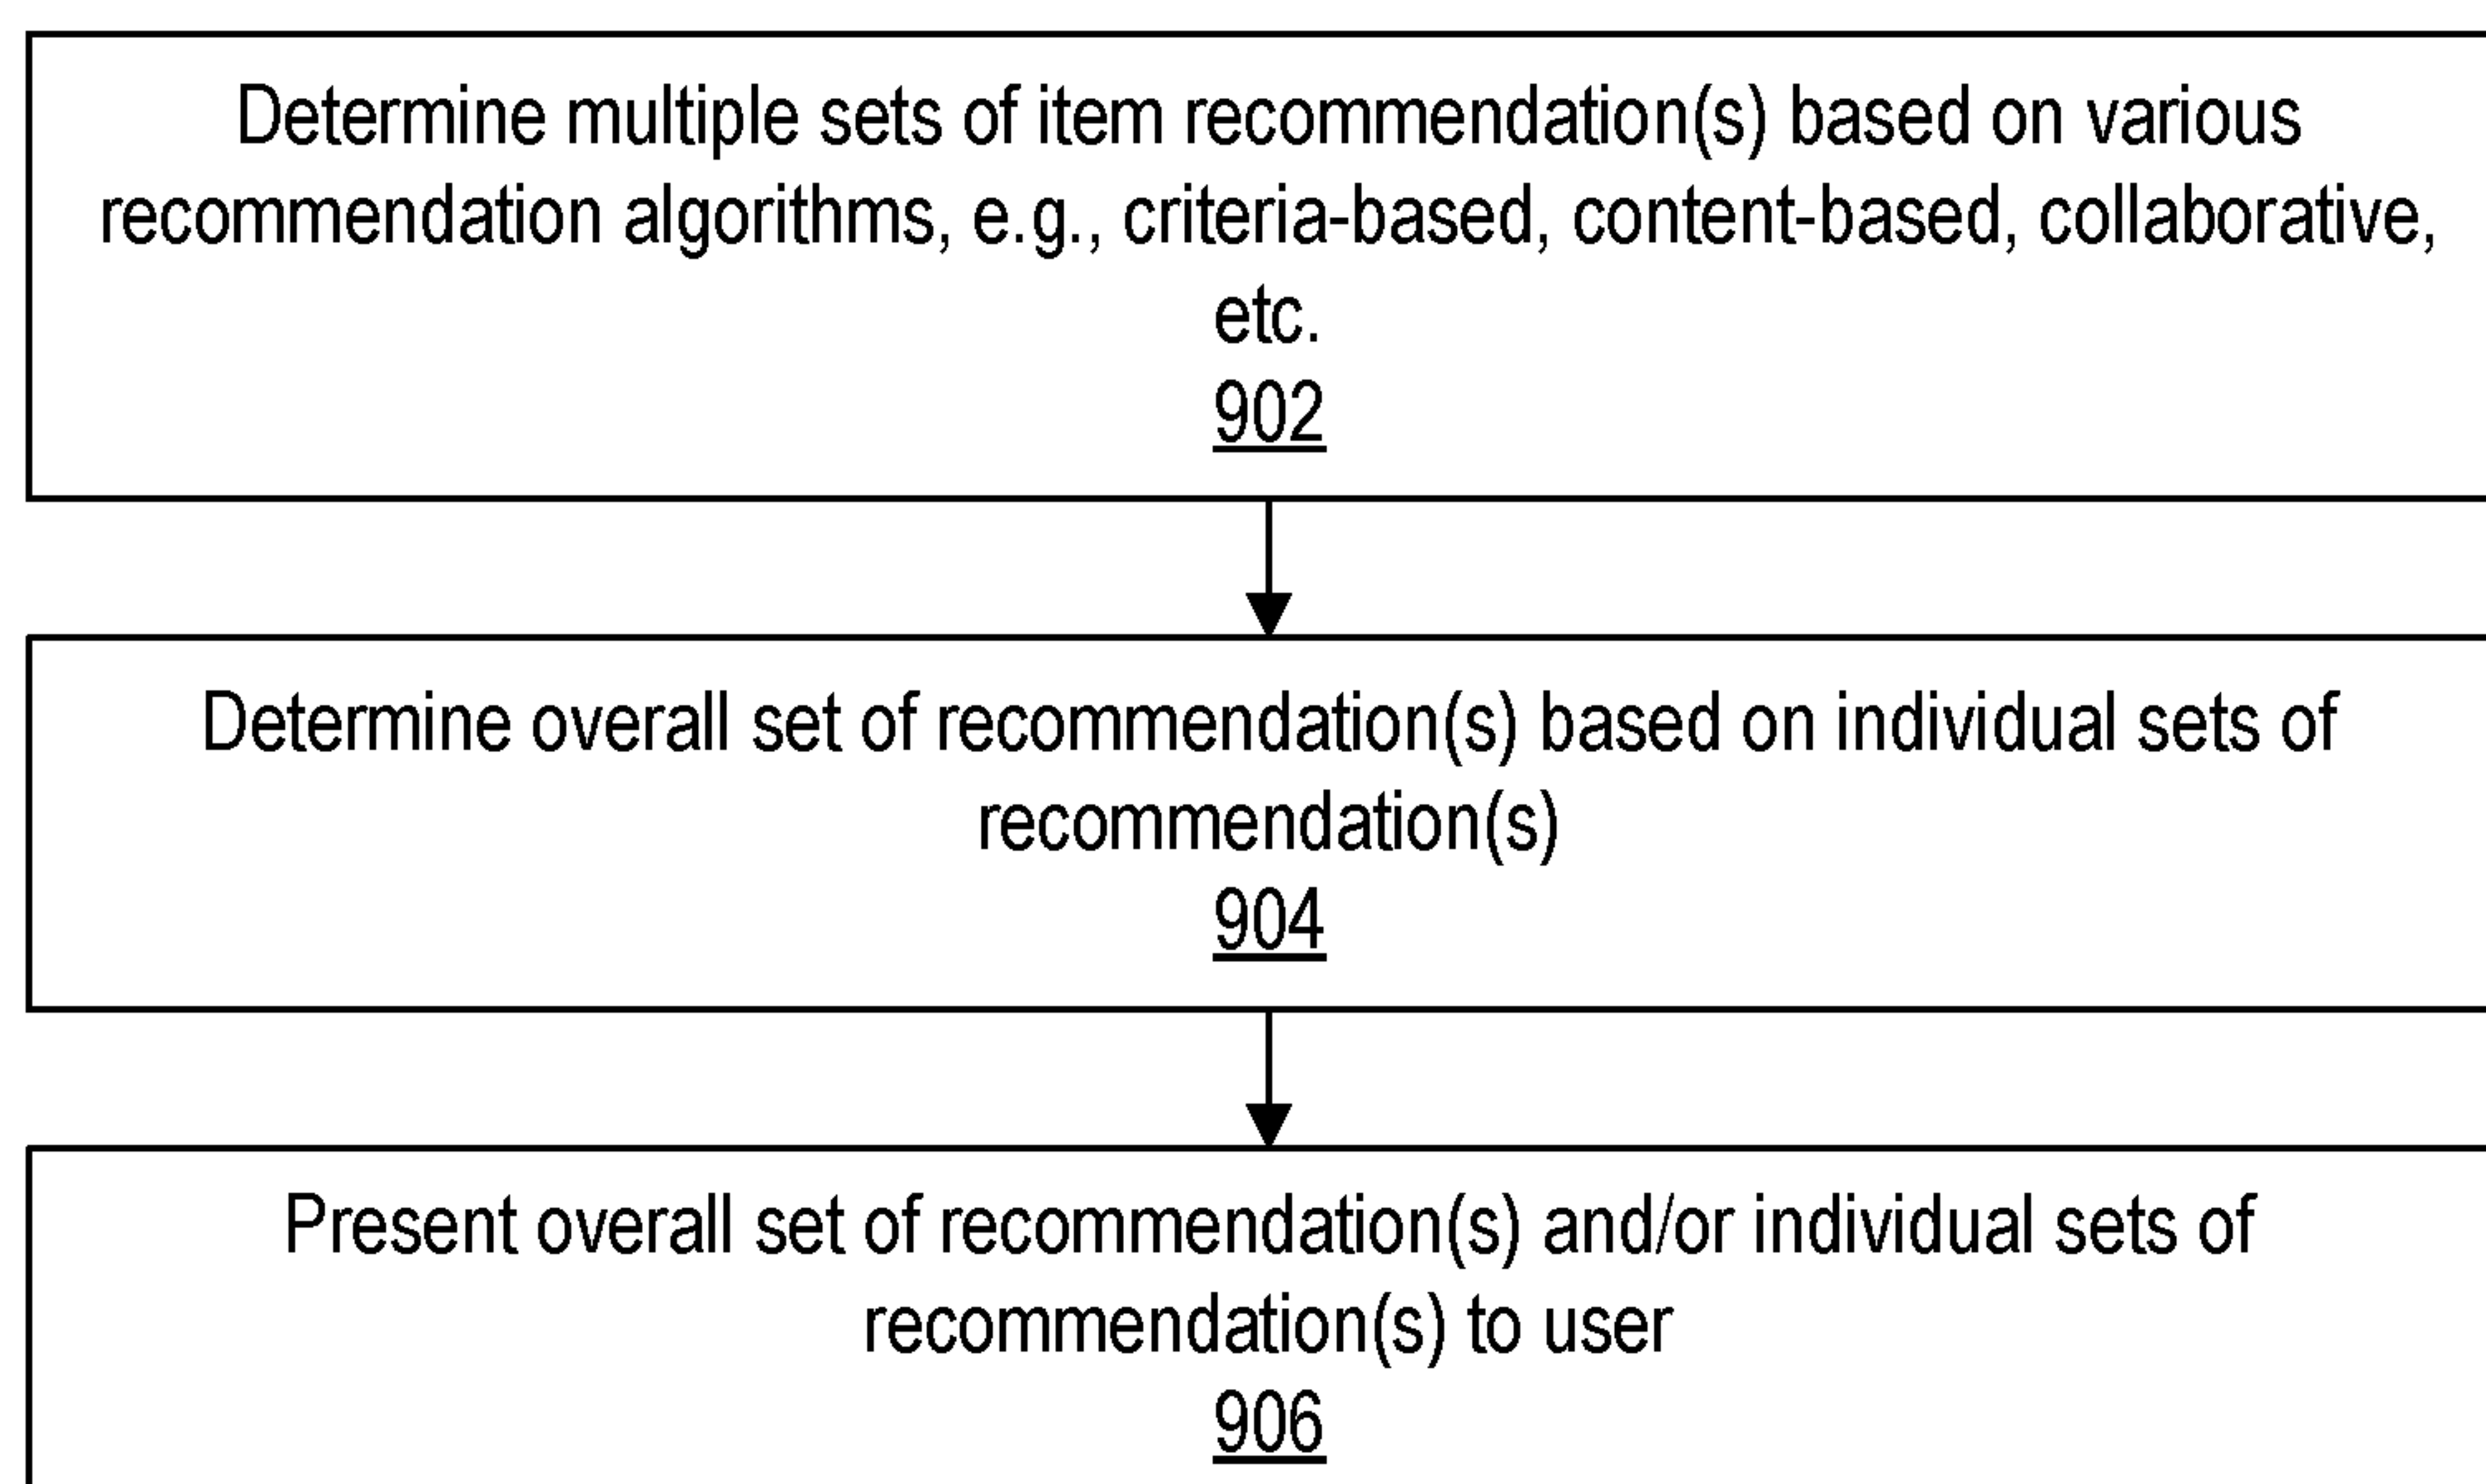 Determine multiple sets of item recommendation(s) based on various
recommendation algorithms, e.g., criteria-based, content-based, collaborative,
etc.
902
Determine overall set of recommendation(s) based on individual sets of
recommendation(s)
904
Present overall set of recommendation(s) and/or individual sets of
recommendation(s) to user
906